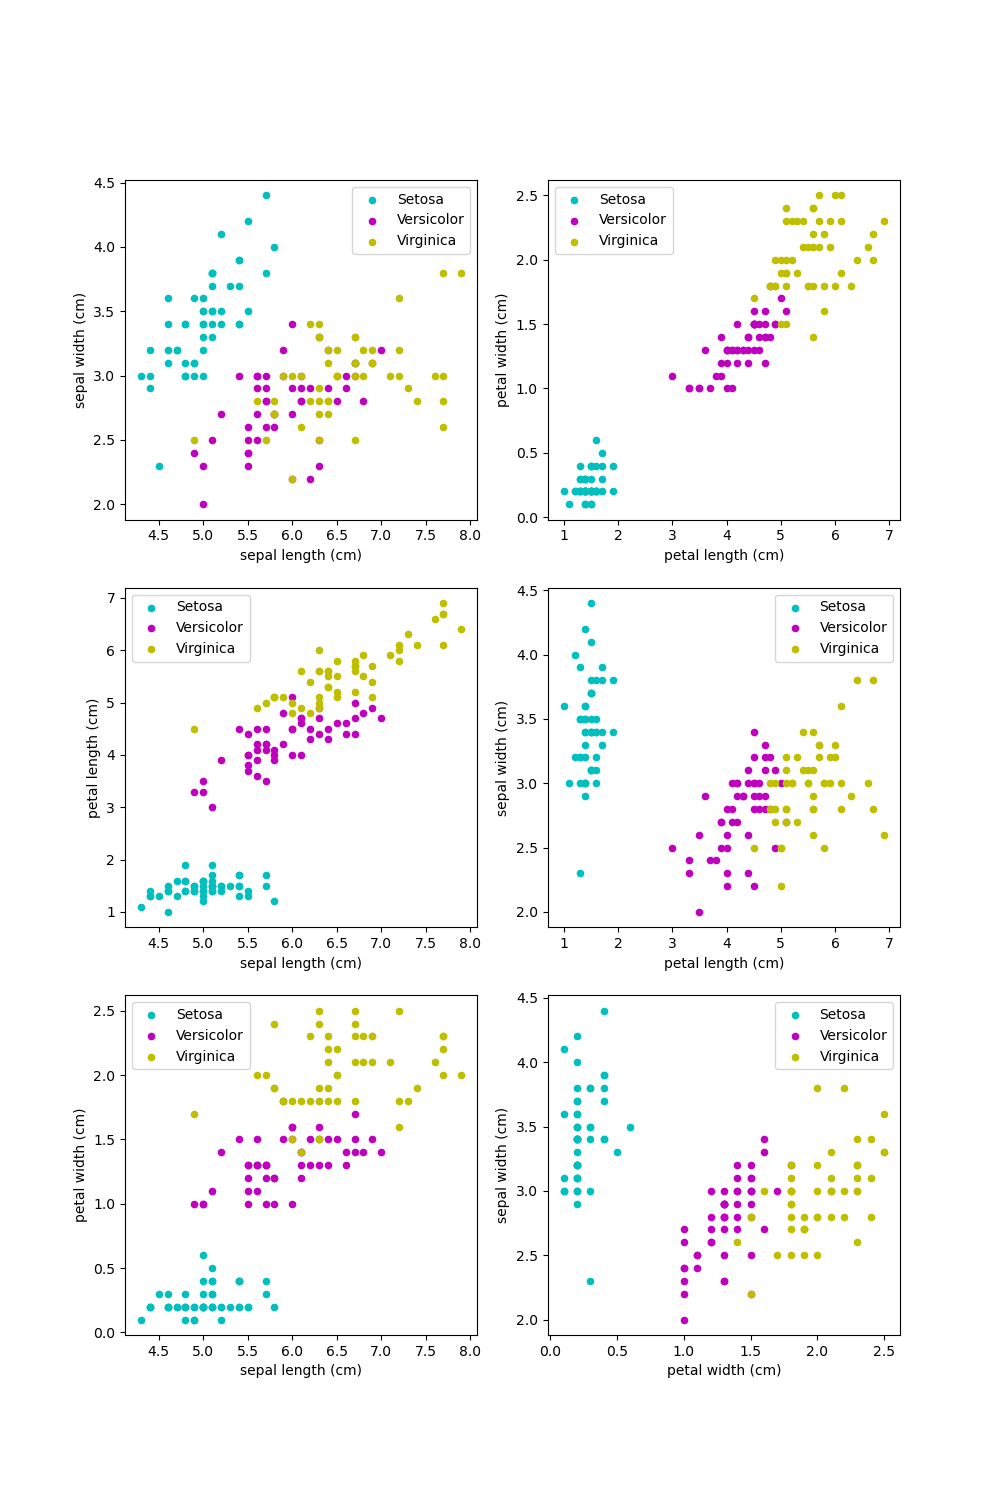 4.5
4.0
3.5
3.0
2.5
2.0
sepal width (cm)
Setosa
Versicolor
Virginica
4.5 5.0 5.5 6.0 6.5 7.0 7.5 8.0
sepal length (cm)
2.5
2.0
1.5
1.0
0.5
0.0
petal width (cm)
Setosa
Versicolor
Virginica
1 2 3 4 5 6 7
petal length (cm)
7
6
5
4
3
2
1
petal length (cm)
Setosa
Versicolor
Virginica
4.5 5.0 5.5 6.0 6.5 7.0 7.5 8.0
sepal length (cm)
4.5
4.0
3.5
3.0
2.5
2.0
sepal width (cm)
Setosa
Versicolor
Virginica
1 2 3 4 5 6 7
petal length (cm)
2.5
2.0
1.5
1.0
0.5
0.0
petal width (cm)
Setosa
Versicolor
Virginica
4.5 5.0 5.5 6.0 6.5 7.0 7.5 8.0
sepal length (cm)
4.5
4.0
3.5
3.0
2.5
2.0
sepal width (cm)
Setosa
Versicolor
Virginica
0.0 0.5 1.0 1.5 2.0 2.5
petal width (cm)